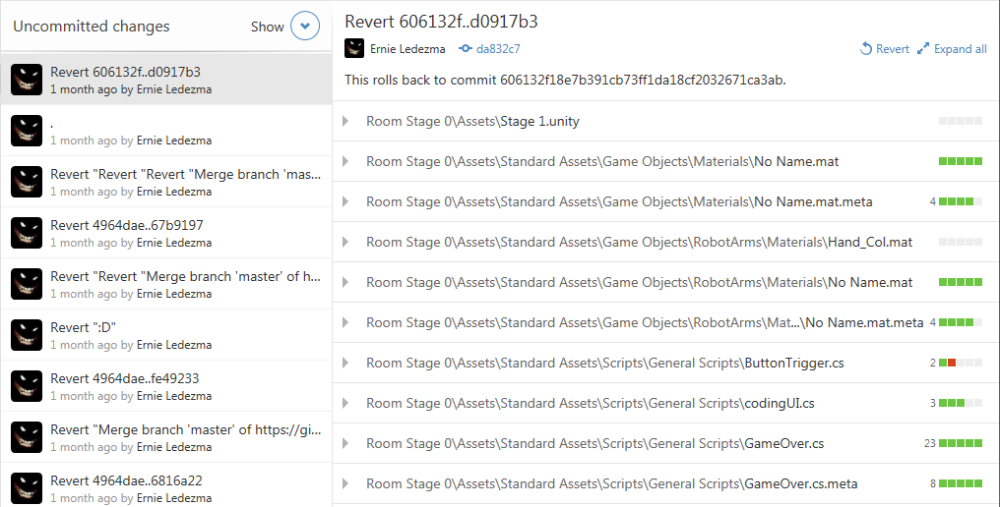 Uncommitted changes
Show
Revert 606132f..d0917b3
1 month ago by Ernie Ledezma
.
1 month ago by Ernie Ledezma
Revert "Revert "Revert "Merge branch 'mas...
1 month ago by Ernie Ledezma
Revert 4964dae..67b9197
1 month ago by Ernie Ledezma
Revert "Revert "Merge branch 'master' of h...
1 month ago by Ernie Ledezma
Revert ":D"
1 month ago by Ernie Ledezma
Revert 4964dae..fe49233
1 month ago by Ernie Ledezma
Revert "Merge branch 'master' of https://gi...
1 month ago by Ernie Ledezma
Revert 4964dae..6816a22
1 month ago by Ernie Ledezma
Revert 606132f..d0917b3
Ernie Ledezma da832c7 Revert Expand all
This rolls back to commit 606132f18e7b391cb73ff1da18cf2032671ca3ab.
Room Stage 0\Assets\Stage 1.unity
Room Stage 0\Assets\Standard Assets\Game Objects\Materials\No Name.mat
Room Stage 0\Assets\Standard Assets\Game Objects\Materials\No Name.mat.meta 4
Room Stage 0\Assets\Standard Assets\Game Objects\RobotArms\Materials\Hand_Col.mat
Room Stage 0\Assets\Standard Assets\Game Objects\RobotArms\Materials\No Name.mat
Room Stage 0\Assets\Standard Assets\Game Objects\RobotArms\Mat...\No Name.mat.meta 4
Room Stage 0\Assets\Standard Assets\Scripts\General Scripts\ButtonTrigger.cs 2
Room Stage 0\Assets\Standard Assets\Scripts\General Scripts\codingUI.cs 3
Room Stage 0\Assets\Standard Assets\Scripts\General Scripts\GameOver.cs 23
Room Stage 0\Assets\Standard Assets\Scripts\General Scripts\GameOver.cs.meta 8